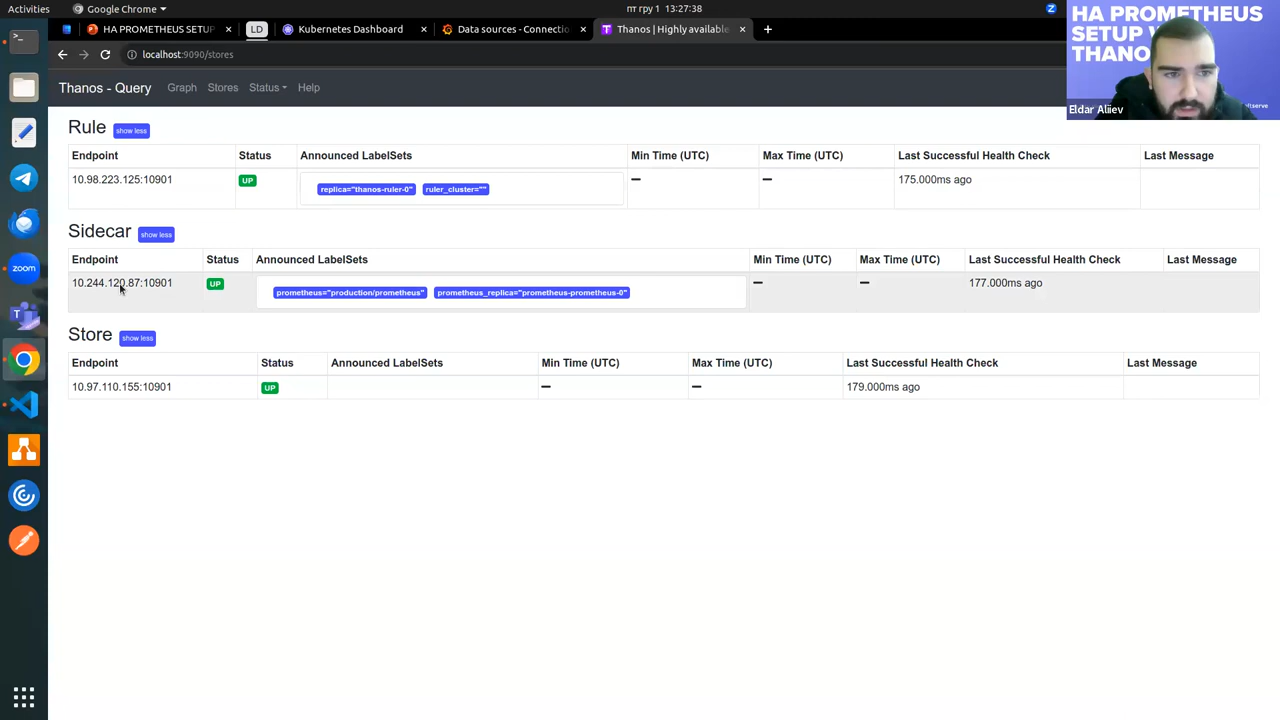 Activities
Google Chrome
пт гру 1 13:27:38
HA PROMETHEUS SETUP
LD
Kubernetes Dashboard
Data sources - Connectio
Thanos | Highly available
localhost:9090/stores
HA PROMETHEUS
SETUP W
THANO
Eldar Aliiev
Thanos - Query
Graph
Stores
Status
Help
Rule
show less
Endpoint Status Announced LabelSets Min Time (UTC) Max Time (UTC) Last Successful Health Check Last Message
10.98.223.125:10901 UP replica="thanos-ruler-0" ruler_cluster="" — — 175.000ms ago
Sidecar
show less
Endpoint Status Announced LabelSets Min Time (UTC) Max Time (UTC) Last Successful Health Check Last Message
10.244.120.87:10901 UP prometheus="production/prometheus" prometheus_replica="prometheus-prometheus-0" — — 177.000ms ago
Store
show less
Endpoint Status Announced LabelSets Min Time (UTC) Max Time (UTC) Last Successful Health Check Last Message
10.97.110.155:10901 UP — — 179.000ms ago
zoom